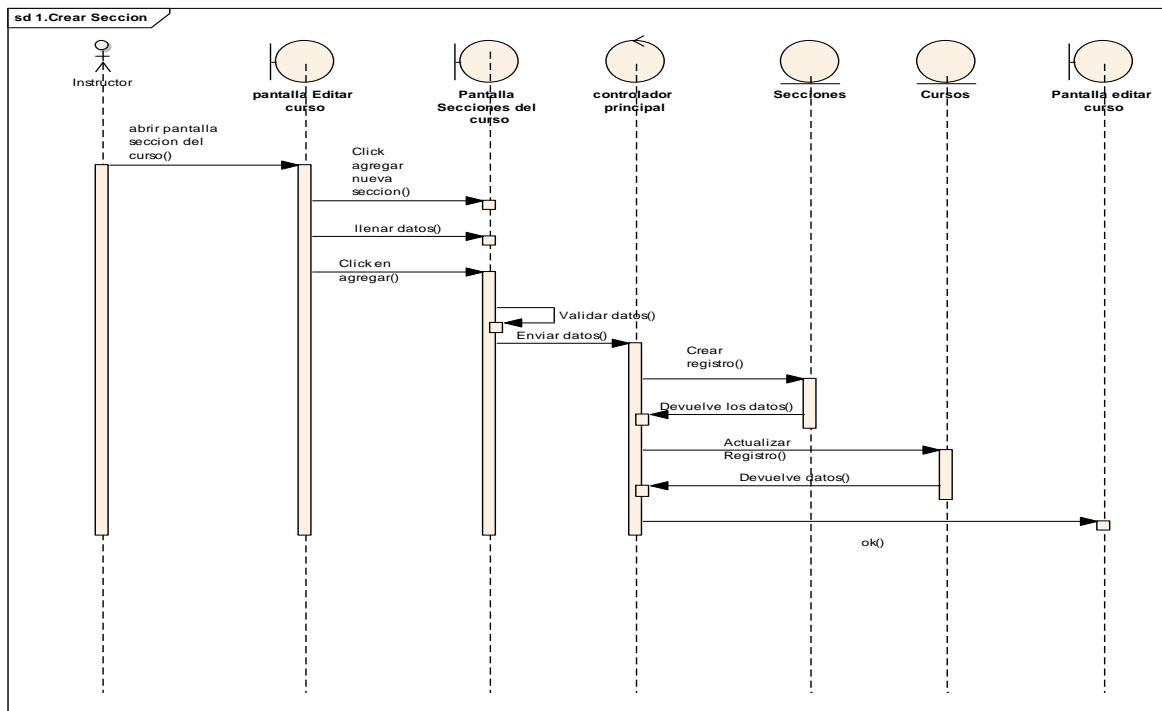 sd 1.Crear Seccion
Instructor
pantalla Editar
curso
Pantalla
Secciones del
curso
controlador
principal
Secciones
Cursos
Pantalla editar
curso
abrir pantalla
seccion del
curso()
Click
agregar
nueva
seccion()
llenar datos()
Click en
agregar()
Validar datos()
Enviar datos()
Crear
registro()
Devuelve los datos()
Actualizar
Registro()
Devuelve datos()
ok()